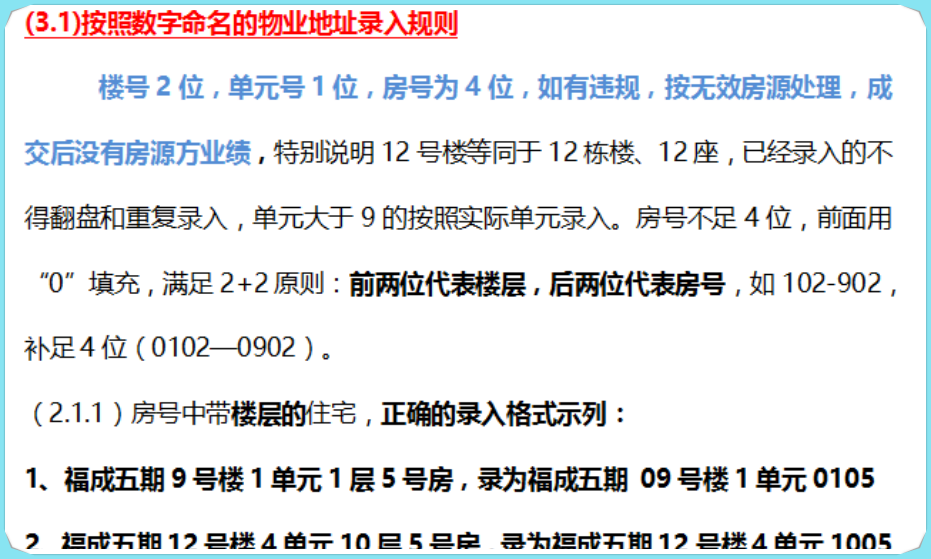 (3.1)按照数字命名的物业地址录入规则
楼号 2 位，单元号 1 位，房号为 4 位，如有违规，按无效房源处理，成
交后没有房源方业绩，特别说明 12 号楼等同于 12 栋楼、12 座，已经录入的不
得翻盘和重复录入，单元大于 9 的按照实际单元录入。房号不足 4 位，前面用
“0”填充，满足 2+2 原则：前两位代表楼层，后两位代表房号，如 102-902，
补足 4 位（0102—0902）。
（2.1.1）房号中带楼层的住宅，正确的录入格式示列：
1、福成五期 9 号楼 1 单元 1 层 5 号房，录为福成五期 09 号楼 1 单元 0105
2、福成五期 12 号楼 4 单元 10 层 5 号房，录为福成五期 12 号楼 4 单元 1005